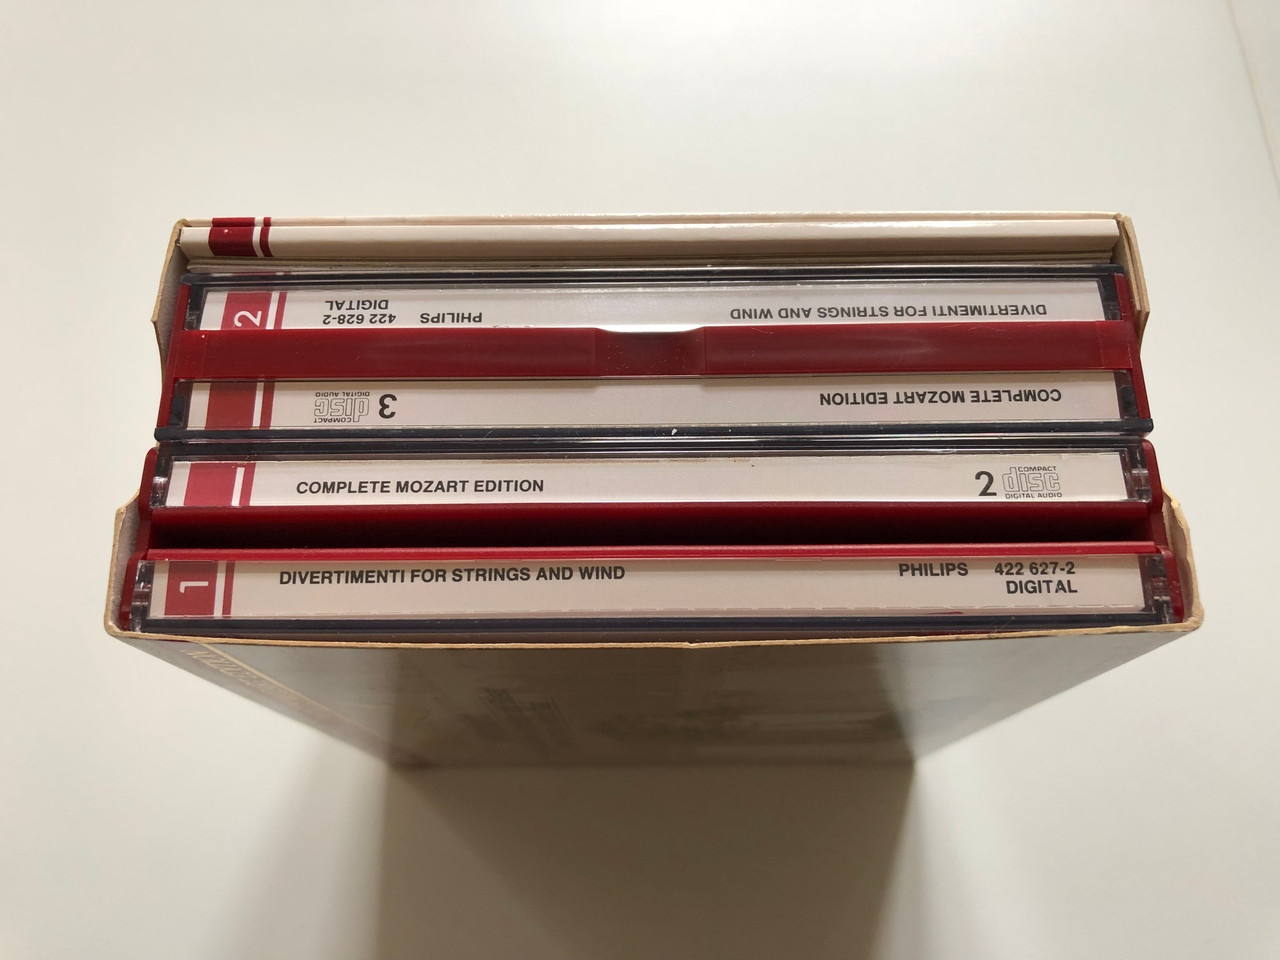 2
422 628-2
DIGITAL
PHILIPS
DIVERTIMENTI FOR STRINGS AND WIND
COMPACT
disc
DIGITAL AUDIO
3
COMPLETE MOZART EDITION
COMPLETE MOZART EDITION
2
COMPACT
disc
DIGITAL AUDIO
1
DIVERTIMENTI FOR STRINGS AND WIND
PHILIPS 422 627-2
DIGITAL